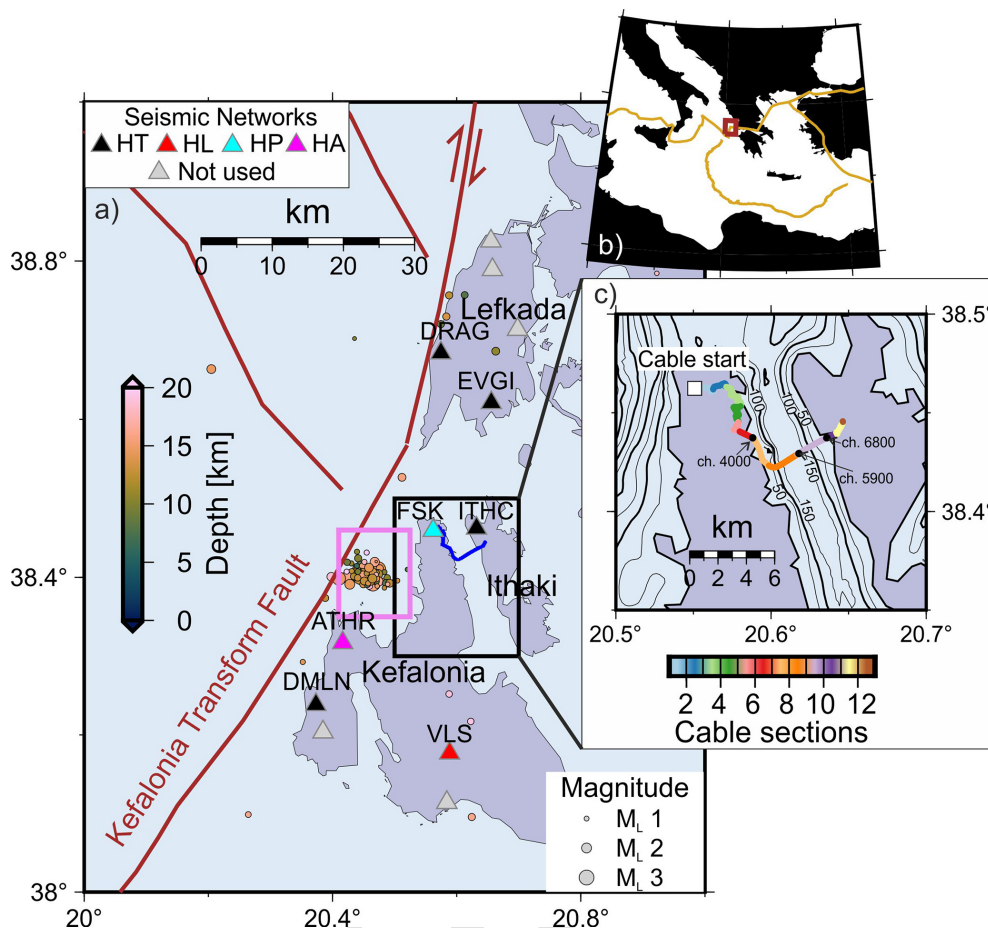 Seismic Networks
HT HL HP HA
Not used
a)
km
0 10 20 30
38.8°
38.4°
38°
20° 20.4° 20.8°
Lefkada
DRAG
EVGI
FSK ITHC
Ithaki
ATHR
Kefalonia
DMLN
VLS
Kefalonia Transform Fault
Depth [km]
20
15
10
5
0
Magnitude
M_L 1
M_L 2
M_L 3
b)
c)
38.5°
38.4°
20.5° 20.6° 20.7°
Cable start
100
100
50
150
50
150
ch. 4000
ch. 6800
ch. 5900
km
0 2 4 6
2 4 6 8 10 12
Cable sections